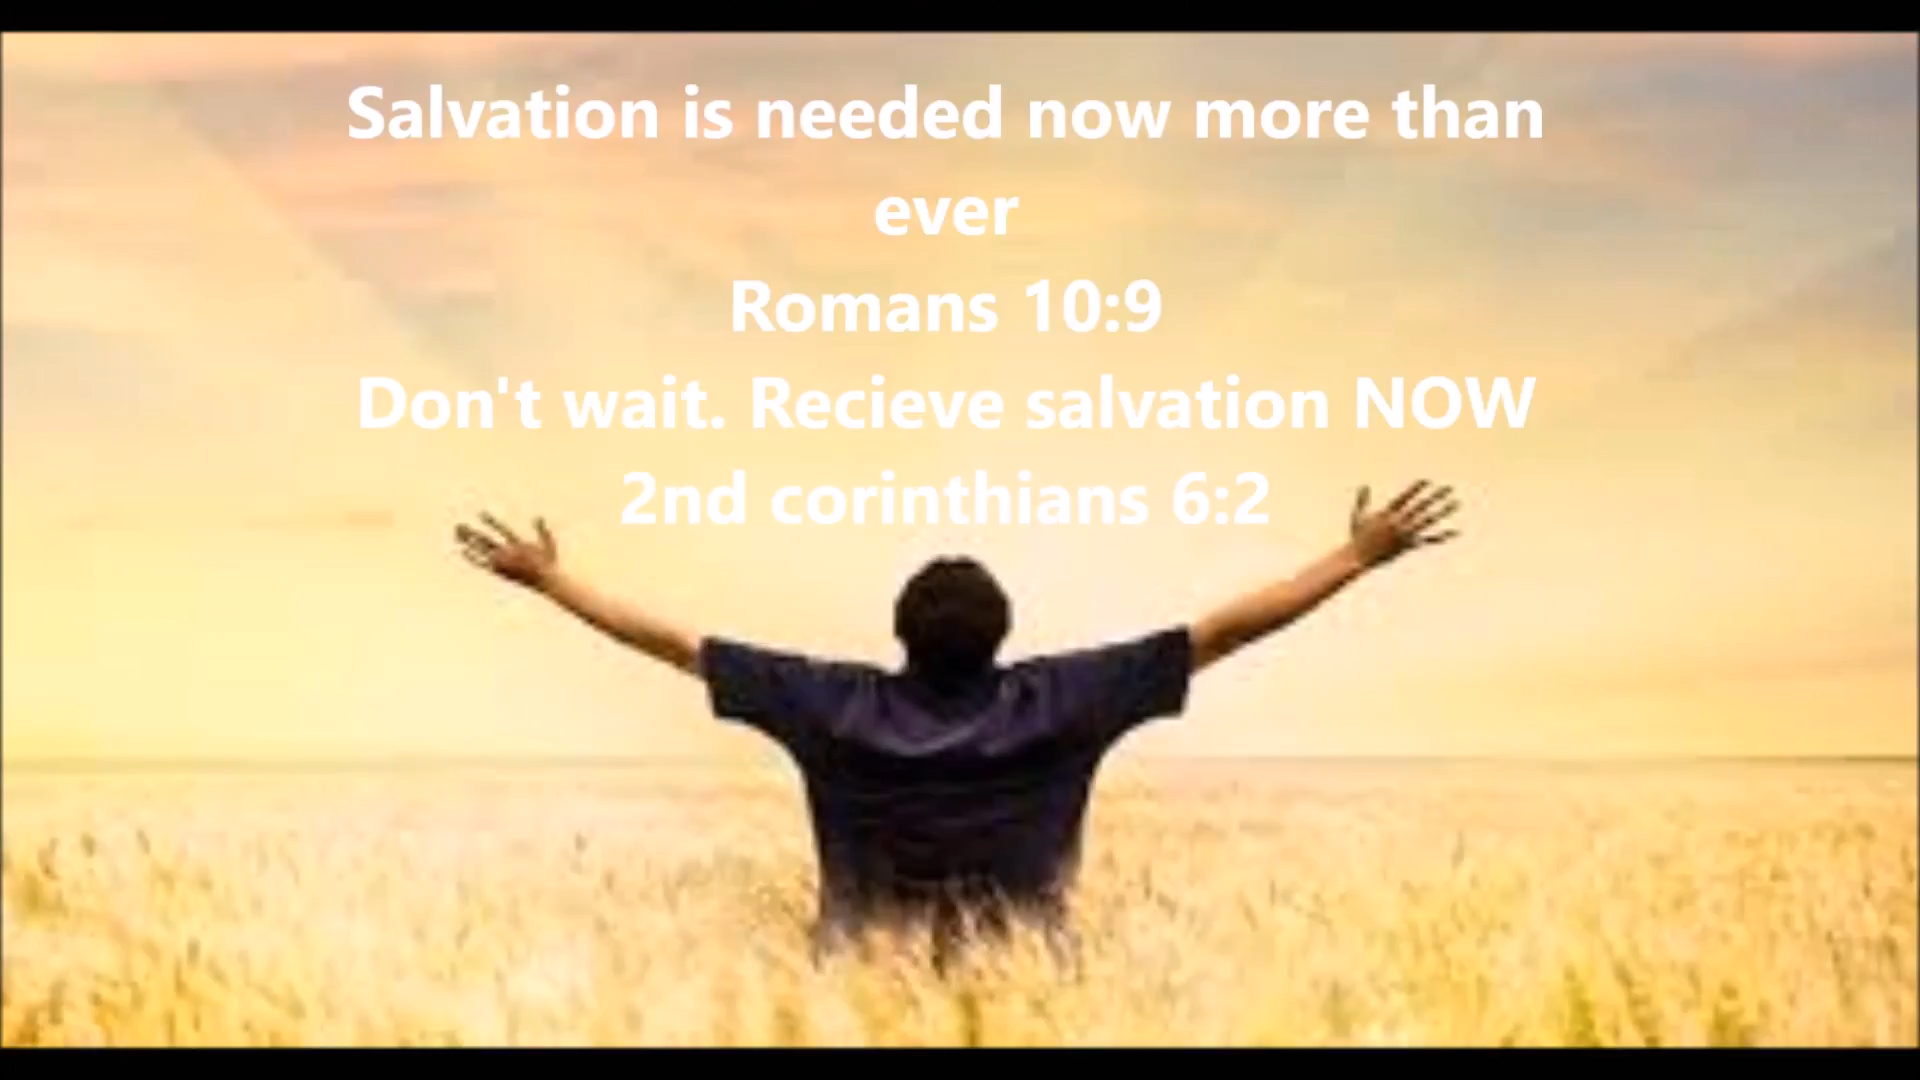 Salvation is needed now more than
ever
Romans 10:9
Don't wait. Recieve salvation NOW
2nd corinthians 6:2